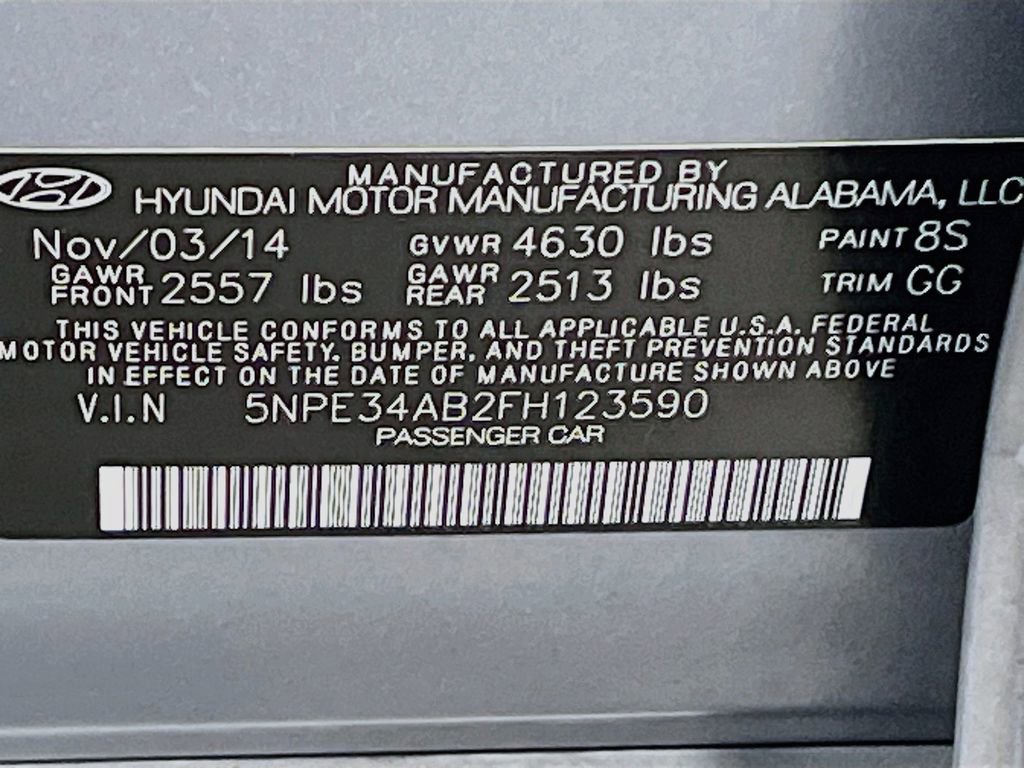 MANUFACTURED BY
HYUNDAI MOTOR MANUFACTURING ALABAMA, LLC
Nov/03/14 GVWR 4630 lbs PAINT 8S
GAWR FRONT 2557 lbs GAWR REAR 2513 lbs TRIM GG
THIS VEHICLE CONFORMS TO ALL APPLICABLE U.S.A. FEDERAL
MOTOR VEHICLE SAFETY, BUMPER, AND THEFT PREVENTION STANDARDS
IN EFFECT ON THE DATE OF MANUFACTURE SHOWN ABOVE
V.I.N 5NPE34AB2FH123590
PASSENGER CAR